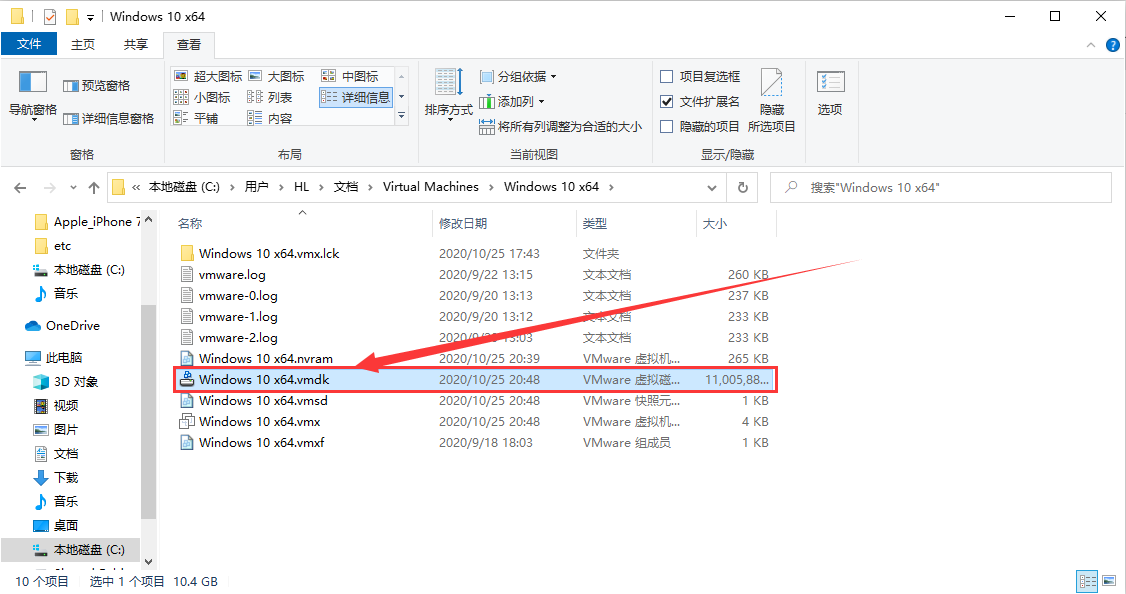 Windows 10 x64
文件 主页 共享 查看
导航窗格 预览窗格 详细信息窗格
窗格
超大图标 大图标 中图标
小图标 列表 详细信息
平铺 内容
布局
排序方式 分组依据
添加列
将所有列调整为合适的大小
当前视图
项目复选框
文件扩展名
隐藏的项目
隐藏
所选项目
显示/隐藏
选项
« 本地磁盘 (C:) › 用户 › HL › 文档 › Virtual Machines › Windows 10 x64 ›
搜索"Windows 10 x64"
Apple_iPhone 7
etc
本地磁盘 (C:)
音乐
OneDrive
此电脑
3D 对象
视频
图片
文档
下载
音乐
桌面
本地磁盘 (C:)
名称 修改日期 类型 大小
Windows 10 x64.vmx.lck 2020/10/25 17:43 文件夹
vmware.log 2020/9/22 13:15 文本文档 260 KB
vmware-0.log 2020/9/20 13:13 文本文档 237 KB
vmware-1.log 2020/9/20 13:12 文本文档 233 KB
vmware-2.log 13:03 文本文档 233 KB
Windows 10 x64.nvram 2020/10/25 20:39 VMware 虚拟机... 265 KB
Windows 10 x64.vmdk 2020/10/25 20:48 VMware 虚拟磁... 11,005,88...
Windows 10 x64.vmsd 2020/10/25 20:48 VMware 快照元... 1 KB
Windows 10 x64.vmx 2020/10/25 20:48 VMware 虚拟机... 4 KB
Windows 10 x64.vmxf 2020/9/18 18:03 VMware 组成员 1 KB
10 个项目 选中 1 个项目 10.4 GB